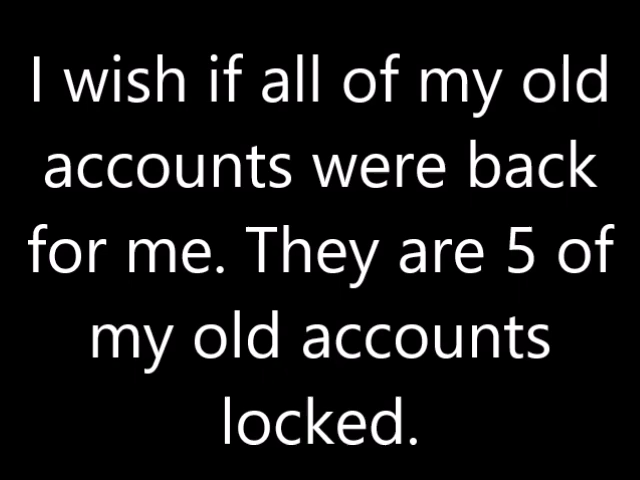 I wish if all of my old
accounts were back
for me. They are 5 of
my old accounts
locked.